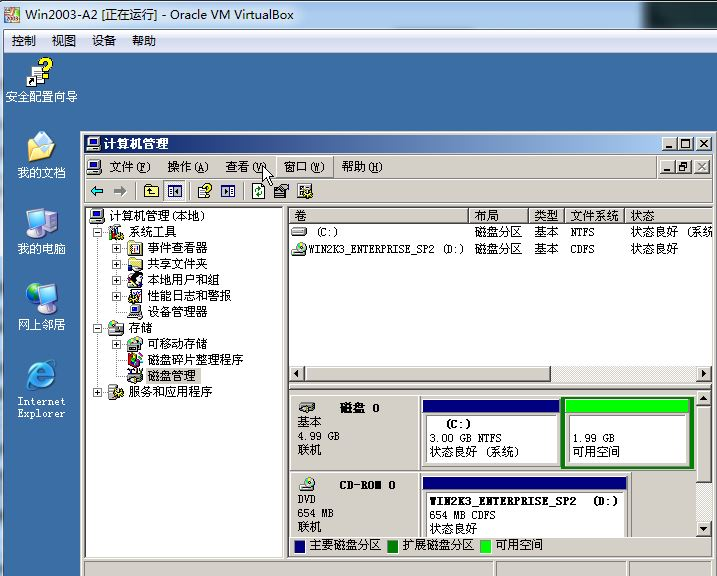 Win2003-A2 [正在运行] - Oracle VM VirtualBox
控制 视图 设备 帮助
安全配置向导
我的文档
我的电脑
网上邻居
Internet
Explorer
计算机管理
文件(F) 操作(A) 查看(V) 窗口(W) 帮助(H)
计算机管理(本地)
系统工具
事件查看器
共享文件夹
本地用户和组
性能日志和警报
设备管理器
存储
可移动存储
磁盘碎片整理程序
磁盘管理
服务和应用程序
卷 布局 类型 文件系统 状态
(C:) 磁盘分区 基本 NTFS 状态良好 (系统
WIN2K3_ENTERPRISE_SP2 (D:) 磁盘分区 基本 CDFS 状态良好
磁盘 0
基本
4.99 GB
联机
(C:)
3.00 GB NTFS
状态良好 (系统)
1.99 GB
可用空间
CD-ROM 0
DVD
654 MB
联机
WIN2K3_ENTERPRISE_SP2 (D:)
654 MB CDFS
状态良好
主要磁盘分区 扩展磁盘分区 可用空间